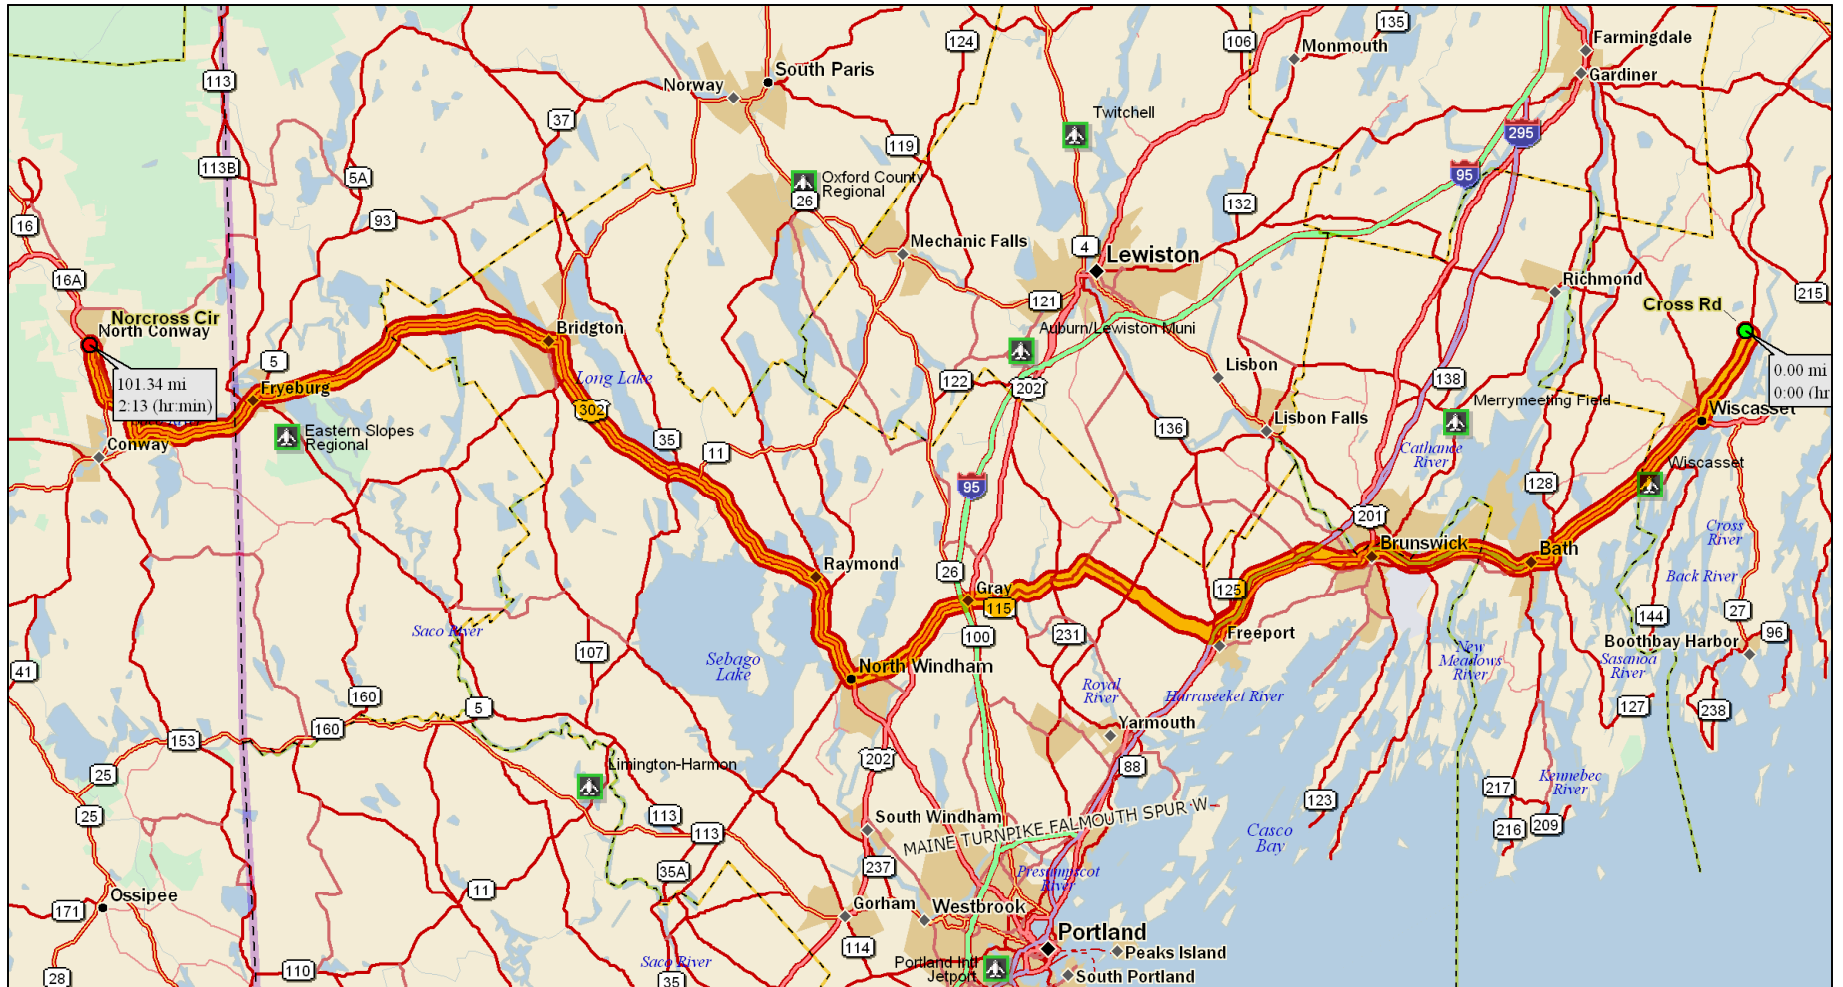 135
Farmingdale
124
106
Monmouth
South Paris
Gardiner
113
Norway
Twitchell
37
295
119
113B
5A
Oxford County
Regional
95
26
132
93
16
Mechanic Falls
4
Lewiston
16A
Richmond
215
121
Cross Rd
Norcross Cir
North Conway
Bridgton
Auburn/Lewiston Muni
5
Long Lake
Lisbon
0.00 mi
0:00 (hr
101.34 mi
2:13 (hr:min)
Fryeburg
122
202
138
Merrymeeting Field
302
Wiscasset
Lisbon Falls
136
Eastern Slopes
Regional
Conway
35
11
Cathance
River
Wiscasset
95
128
201
Cross
River
Brunswick
Bath
Raymond
26
Back River
Gray
115
125
27
144
Saco River
100
231
Freeport
96
Boothbay Harbor
107
Sebago
Lake
North Windham
New
Meadows
River
Sasanoa
River
41
160
Royal
River
Harraseeket River
5
127
238
160
153
Yarmouth
202
88
25
Limington-Harmon
Kennebec
River
217
123
25
113
113
South Windham
MAINE TURNPIKE FALMOUTH SPUR W
216
209
Casco
Bay
237
35A
Presumpscot
River
11
Ossipee
171
Gorham
Westbrook
Portland
114
Peaks Island
Saco River
Portland Intl
Jetport
110
28
35
South Portland